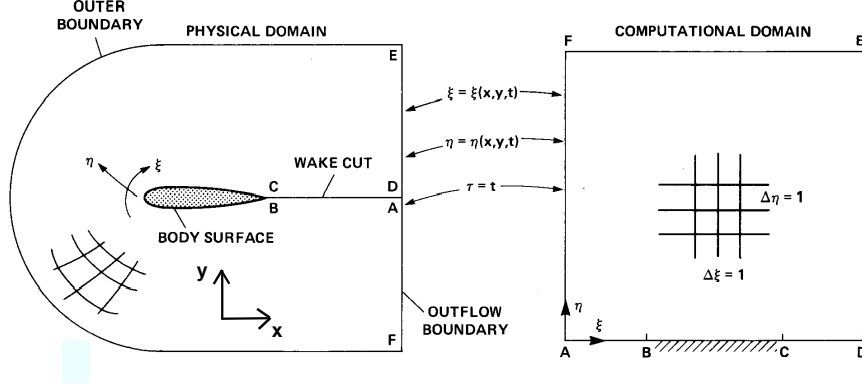 OUTER
BOUNDARY
PHYSICAL DOMAIN
E
ξ = ξ(x,y,t)
η = η(x,y,t)
τ = t
η
ξ
WAKE CUT
C
B
D
A
BODY SURFACE
y
x
OUTFLOW
BOUNDARY
F
COMPUTATIONAL DOMAIN
F
E
Δη = 1
Δξ = 1
η
ξ
A
B
C
D